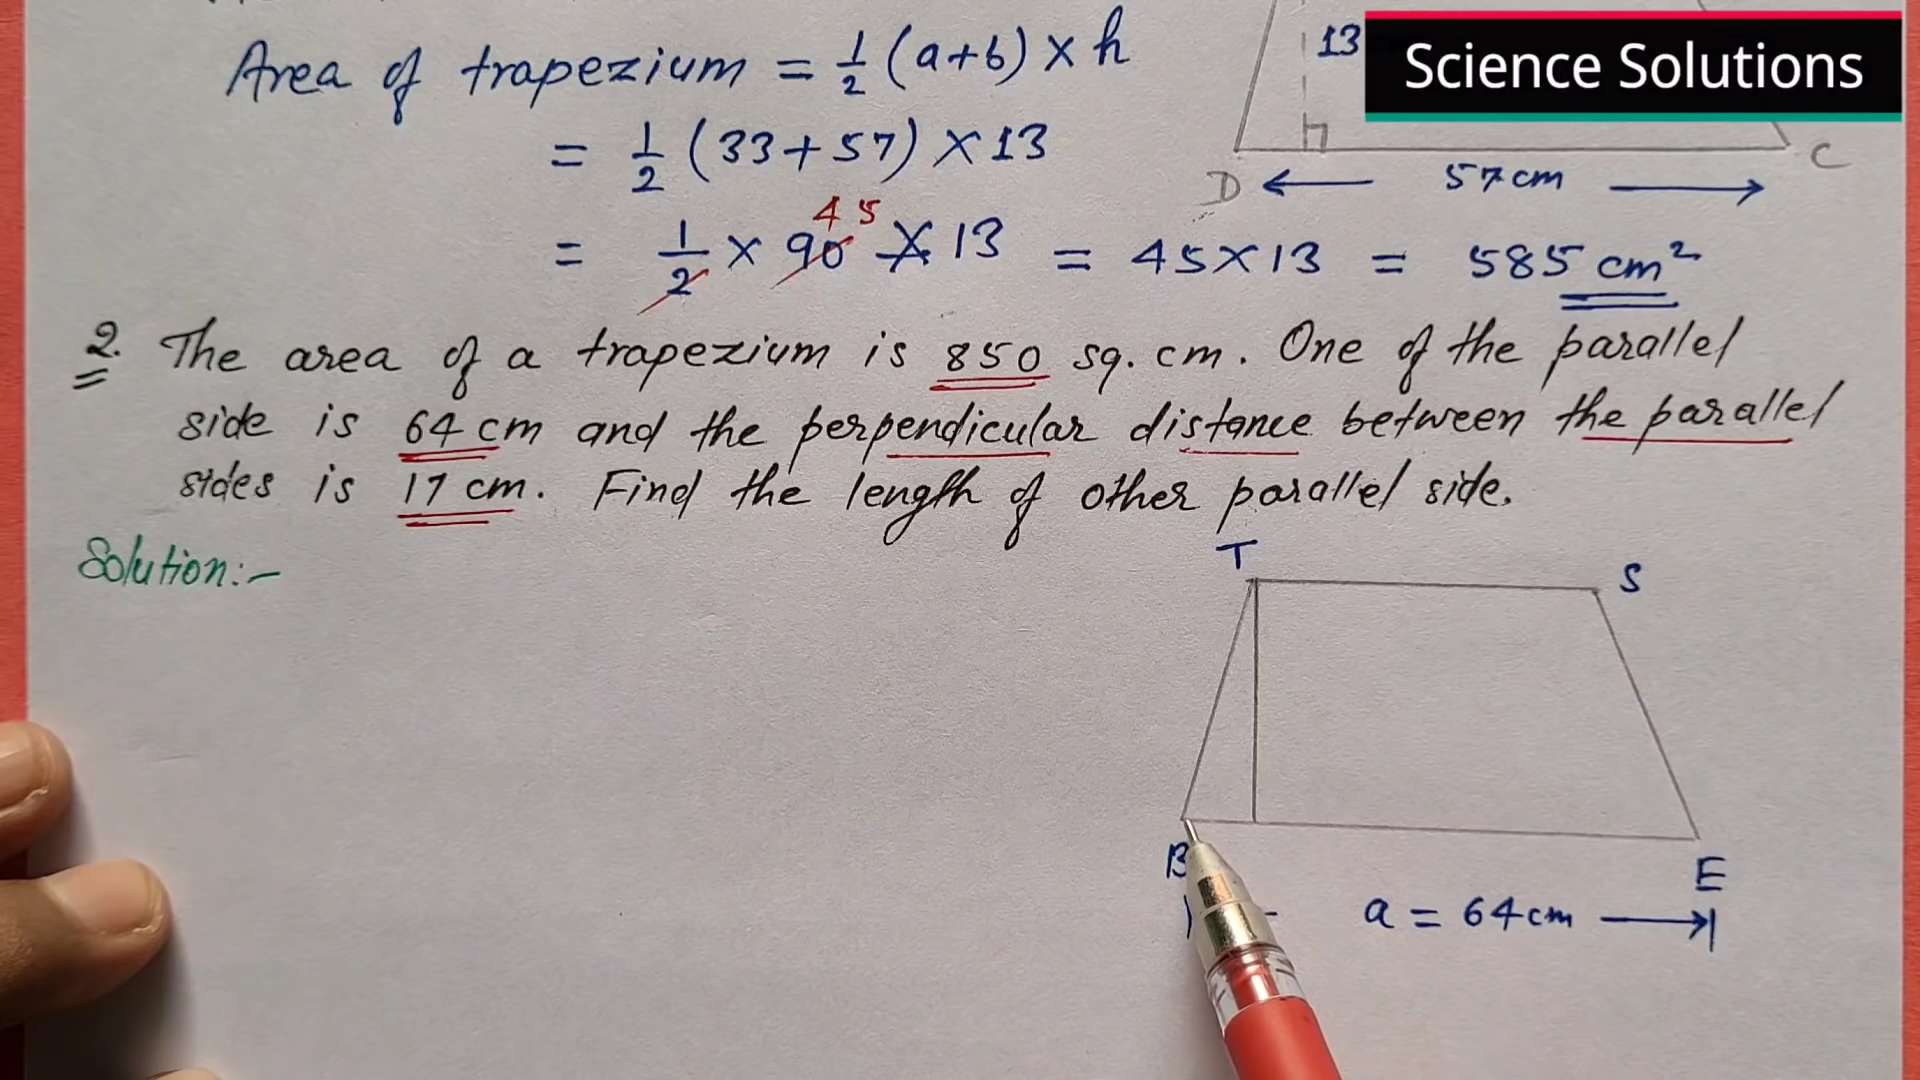 Area of trapezium = 1/2 (a+b) × h
= 1/2 (33+57) × 13
45
= 1/2 × 90 × 13 = 45×13 = 585 cm²
13
Science Solutions
D
C
57 cm
2. The area of a trapezium is 850 sq. cm. One of the parallel
side is 64 cm and the perpendicular distance between the parallel
sides is 17 cm. Find the length of other parallel side.
Solution:-
T
S
B
E
a = 64cm